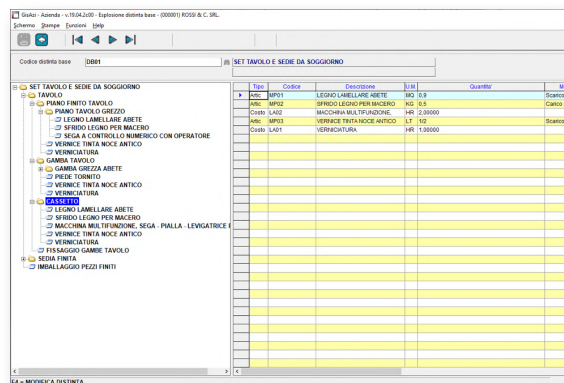 GisAzi - Azienda - v.19.04.2c00 - Esplosione distinta base - (000001) ROSSI & C. SRL.
Schermo Stampe Funzioni Help
Codice distinta base DB01 SET TAVOLO E SEDIE DA SOGGIORNO
SET TAVOLO E SEDIE DA SOGGIORNO
TAVOLO
PIANO FINITO TAVOLO
PIANO TAVOLO GREZZO
LEGNO LAMELLARE ABETE
SFRIDO LEGNO PER MACERO
SEGA A CONTROLLO NUMERICO CON OPERATORE
VERNICE TINTA NOCE ANTICO
VERNICIATURA
GAMBA TAVOLO
GAMBA GREZZA ABETE
PIEDE TORNITO
VERNICE TINTA NOCE ANTICO
VERNICIATURA
CASSETTO
LEGNO LAMELLARE ABETE
SFRIDO LEGNO PER MACERO
MACCHINA MULTIFUNZIONE, SEGA - PIALLA - LEVIGATRICE
VERNICE TINTA NOCE ANTICO
VERNICIATURA
FISSAGGIO GAMBE TAVOLO
SEDIA FINITA
IMBALLAGGIO PEZZI FINITI
Tipo Codice Descrizione U.M Quantita'
Artic MP01 LEGNO LAMELLARE ABETE MQ 0,9 Scarico
Artic MP02 SFRIDO LEGNO PER MACERO KG 0,5 Carico
Costo LA02 MACCHINA MULTIFUNZIONE, HR 2,00000
Artic MP03 VERNICE TINTA NOCE ANTICO LT 1/2 Scarico
Costo LA01 VERNICIATURA HR 1,00000
F4 = MODIFICA DISTINTA